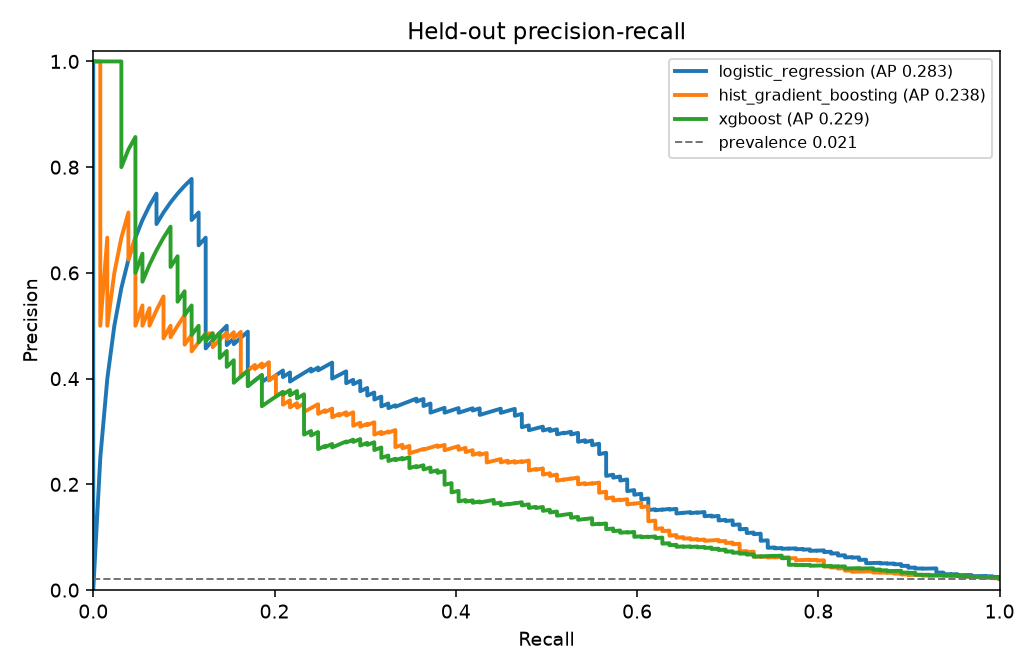 Held-out precision-recall
logistic_regression (AP 0.283)
hist_gradient_boosting (AP 0.238)
xgboost (AP 0.229)
prevalence 0.021
Precision
1.0
0.8
0.6
0.4
0.2
0.0
0.0 0.2 0.4 0.6 0.8 1.0
Recall